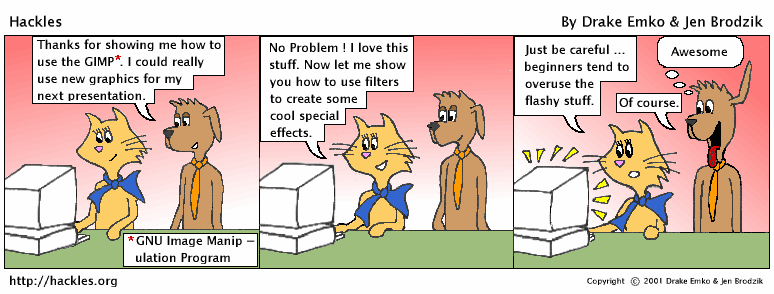 Hackles
By Drake Emko & Jen Brodzik
Thanks for showing me how to
use the GIMP*. I could really
use new graphics for my
next presentation.
*GNU Image Manip –
ulation Program
No Problem ! I love this
stuff. Now let me show
you how to use filters
to create some
cool special
effects.
Just be careful ...
beginners tend to
overuse the
flashy stuff.
Of course.
Awesome
http://hackles.org
Copyright © 2001 Drake Emko & Jen Brodzik